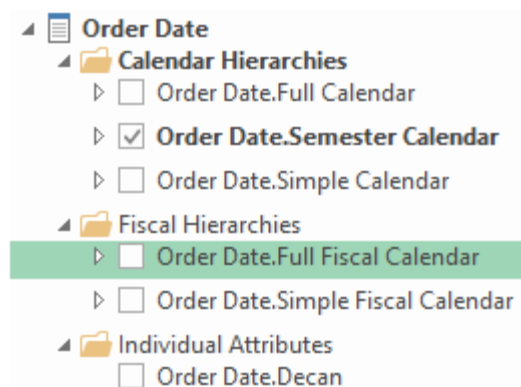 Order Date
Calendar Hierarchies
Order Date.Full Calendar
Order Date.Semester Calendar
Order Date.Simple Calendar
Fiscal Hierarchies
Order Date.Full Fiscal Calendar
Order Date.Simple Fiscal Calendar
Individual Attributes
Order Date.Decan